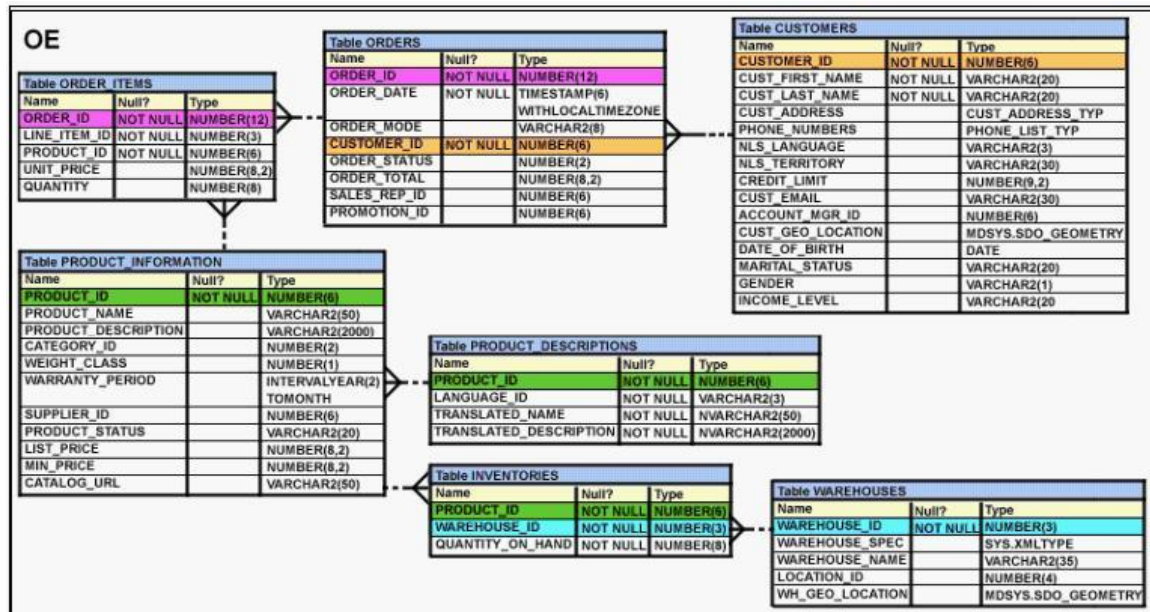 OE
Table ORDER_ITEMS
Name Null? Type
ORDER_ID NOT NULL NUMBER(12)
LINE_ITEM_ID NOT NULL NUMBER(3)
PRODUCT_ID NOT NULL NUMBER(6)
UNIT_PRICE NUMBER(8,2)
QUANTITY NUMBER(8)
Table ORDERS
Name Null? Type
ORDER_ID NOT NULL NUMBER(12)
ORDER_DATE NOT NULL TIMESTAMP(6)
WITHLOCALTIMEZONE
ORDER_MODE VARCHAR2(8)
CUSTOMER_ID NOT NULL NUMBER(6)
ORDER_STATUS NUMBER(2)
ORDER_TOTAL NUMBER(8,2)
SALES_REP_ID NUMBER(6)
PROMOTION_ID NUMBER(6)
Table CUSTOMERS
Name Null? Type
CUSTOMER_ID NOT NULL NUMBER(6)
CUST_FIRST_NAME NOT NULL VARCHAR2(20)
CUST_LAST_NAME NOT NULL VARCHAR2(20)
CUST_ADDRESS CUST_ADDRESS_TYP
PHONE_NUMBERS PHONE_LIST_TYP
NLS_LANGUAGE VARCHAR2(3)
NLS_TERRITORY VARCHAR2(30)
CREDIT_LIMIT NUMBER(9,2)
CUST_EMAIL VARCHAR2(30)
ACCOUNT_MGR_ID NUMBER(6)
CUST_GEO_LOCATION MDSYS.SDO_GEOMETRY
DATE_OF_BIRTH DATE
MARITAL_STATUS VARCHAR2(20)
GENDER VARCHAR2(1)
INCOME_LEVEL VARCHAR2(20
Table PRODUCT_INFORMATION
Name Null? Type
PRODUCT_ID NOT NULL NUMBER(6)
PRODUCT_NAME VARCHAR2(50)
PRODUCT_DESCRIPTION VARCHAR2(2000)
CATEGORY_ID NUMBER(2)
WEIGHT_CLASS NUMBER(1)
WARRANTY_PERIOD INTERVALYEAR(2)
TOMONTH
SUPPLIER_ID NUMBER(6)
PRODUCT_STATUS VARCHAR2(20)
LIST_PRICE NUMBER(8,2)
MIN_PRICE NUMBER(8,2)
CATALOG_URL VARCHAR2(50)
Table PRODUCT_DESCRIPTIONS
Name Null? Type
PRODUCT_ID NOT NULL NUMBER(6)
LANGUAGE_ID NOT NULL VARCHAR2(3)
TRANSLATED_NAME NOT NULL NVARCHAR2(50)
TRANSLATED_DESCRIPTION NOT NULL NVARCHAR2(2000)
Table INVENTORIES
Name Null? Type
PRODUCT_ID NOT NULL NUMBER(6)
WAREHOUSE_ID NOT NULL NUMBER(3)
QUANTITY_ON_HAND NOT NULL NUMBER(8)
Table WAREHOUSES
Name Null? Type
WAREHOUSE_ID NOT NULL NUMBER(3)
WAREHOUSE_SPEC SYS.XMLTYPE
WAREHOUSE_NAME VARCHAR2(35)
LOCATION_ID NUMBER(4)
WH_GEO_LOCATION MDSYS.SDO_GEOMETRY